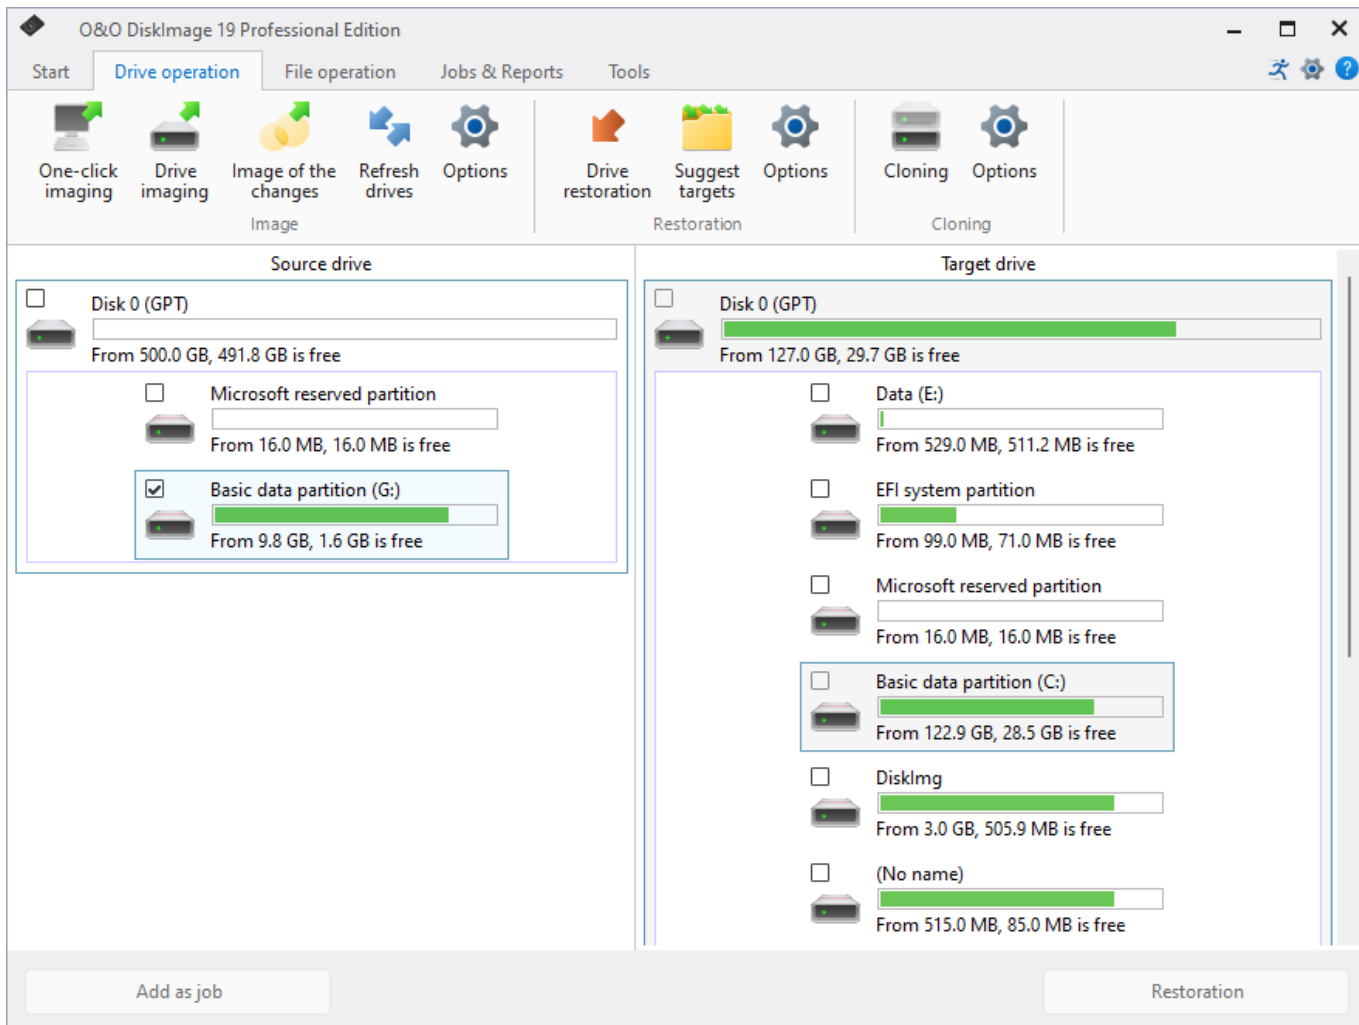 O&O DiskImage 19 Professional Edition
Start
Drive operation
File operation
Jobs & Reports
Tools
?
One-click
imaging
Drive
imaging
Image of the
changes
Refresh
drives
Options
Image
Drive
restoration
Suggest
targets
Options
Restoration
Cloning
Options
Cloning
Source drive
Disk 0 (GPT)
From 500.0 GB, 491.8 GB is free
Microsoft reserved partition
From 16.0 MB, 16.0 MB is free
Basic data partition (G:)
From 9.8 GB, 1.6 GB is free
Target drive
Disk 0 (GPT)
From 127.0 GB, 29.7 GB is free
Data (E:)
From 529.0 MB, 511.2 MB is free
EFI system partition
From 99.0 MB, 71.0 MB is free
Microsoft reserved partition
From 16.0 MB, 16.0 MB is free
Basic data partition (C:)
From 122.9 GB, 28.5 GB is free
DiskImg
From 3.0 GB, 505.9 MB is free
(No name)
From 515.0 MB, 85.0 MB is free
Add as job
Restoration